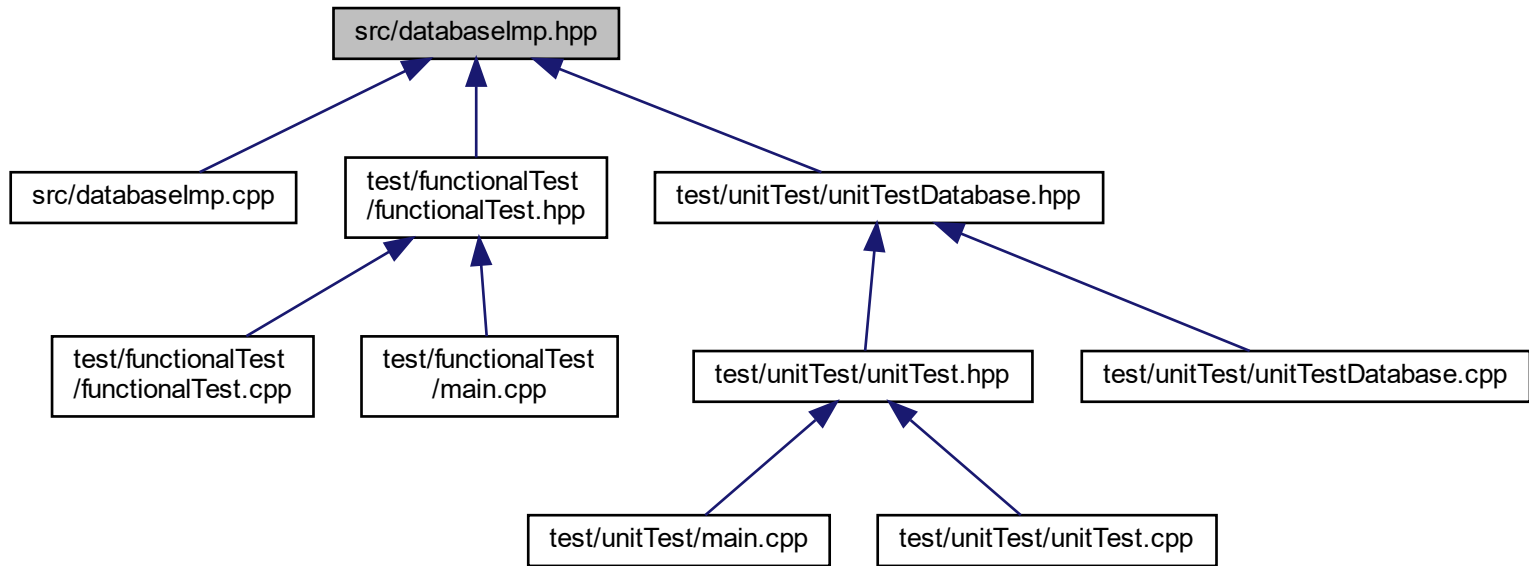 src/databaseImp.hpp
src/databaseImp.cpp
test/functionalTest
/functionalTest.hpp
test/unitTest/unitTestDatabase.hpp
test/functionalTest
/functionalTest.cpp
test/functionalTest
/main.cpp
test/unitTest/unitTest.hpp
test/unitTest/unitTestDatabase.cpp
test/unitTest/main.cpp
test/unitTest/unitTest.cpp